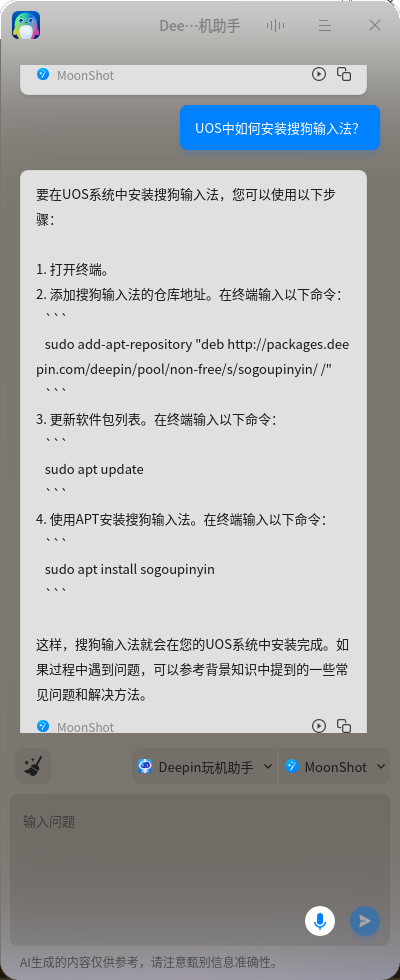 Dee…机助手
MoonShot
UOS中如何安装搜狗输入法？
要在UOS系统中安装搜狗输入法，您可以使用以下步
骤：
1. 打开终端。
2. 添加搜狗输入法的仓库地址。在终端输入以下命令：
```
sudo add-apt-repository "deb http://packages.dee
pin.com/deepin/pool/non-free/s/sogoupinyin/ /"
```
3. 更新软件包列表。在终端输入以下命令：
```
sudo apt update
```
4. 使用APT安装搜狗输入法。在终端输入以下命令：
```
sudo apt install sogoupinyin
```
这样，搜狗输入法就会在您的UOS系统中安装完成。如
果过程中遇到问题，可以参考背景知识中提到的一些常
见问题和解决方法。
MoonShot
Deepin玩机助手 MoonShot
输入问题
AI生成的内容仅供参考，请注意甄别信息准确性。